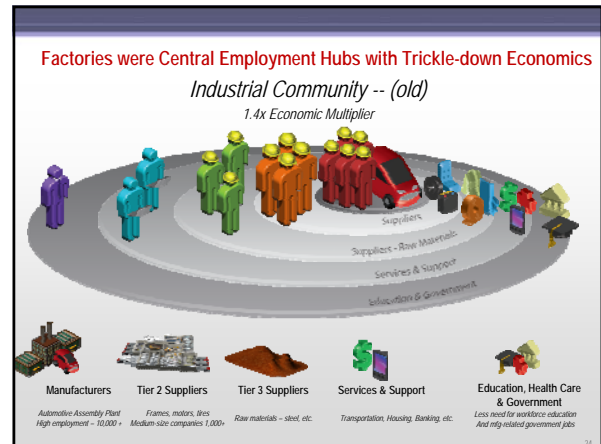 Factories were Central Employment Hubs with Trickle-down Economics
Industrial Community -- (old)
1.4x Economic Multiplier
Suppliers
Suppliers - Raw Materials
Services & Support
Education & Government
Manufacturers
Automotive Assembly Plant
High employment – 10,000 +
Tier 2 Suppliers
Frames, motors, tires
Medium-size companies 1,000+
Tier 3 Suppliers
Raw materials – steel, etc.
Services & Support
Transportation, Housing, Banking, etc.
Education, Health Care
& Government
Less need for workforce education
And mfg-related government jobs